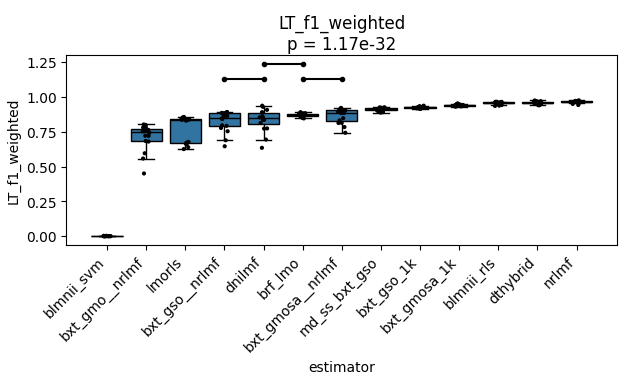 LT_f1_weighted
p = 1.17e-32
LT_f1_weighted
1.25
1.00
0.75
0.50
0.25
0.00
blmnii_svm
bxt_gmo__nrlmf
lmorls
bxt_gso__nrlmf
dnilmf
brf_lmo
bxt_gmosa__nrlmf
md_ss_bxt_gso
bxt_gso_1k
bxt_gmosa_1k
blmnii_rls
dthybrid
nrlmf
estimator